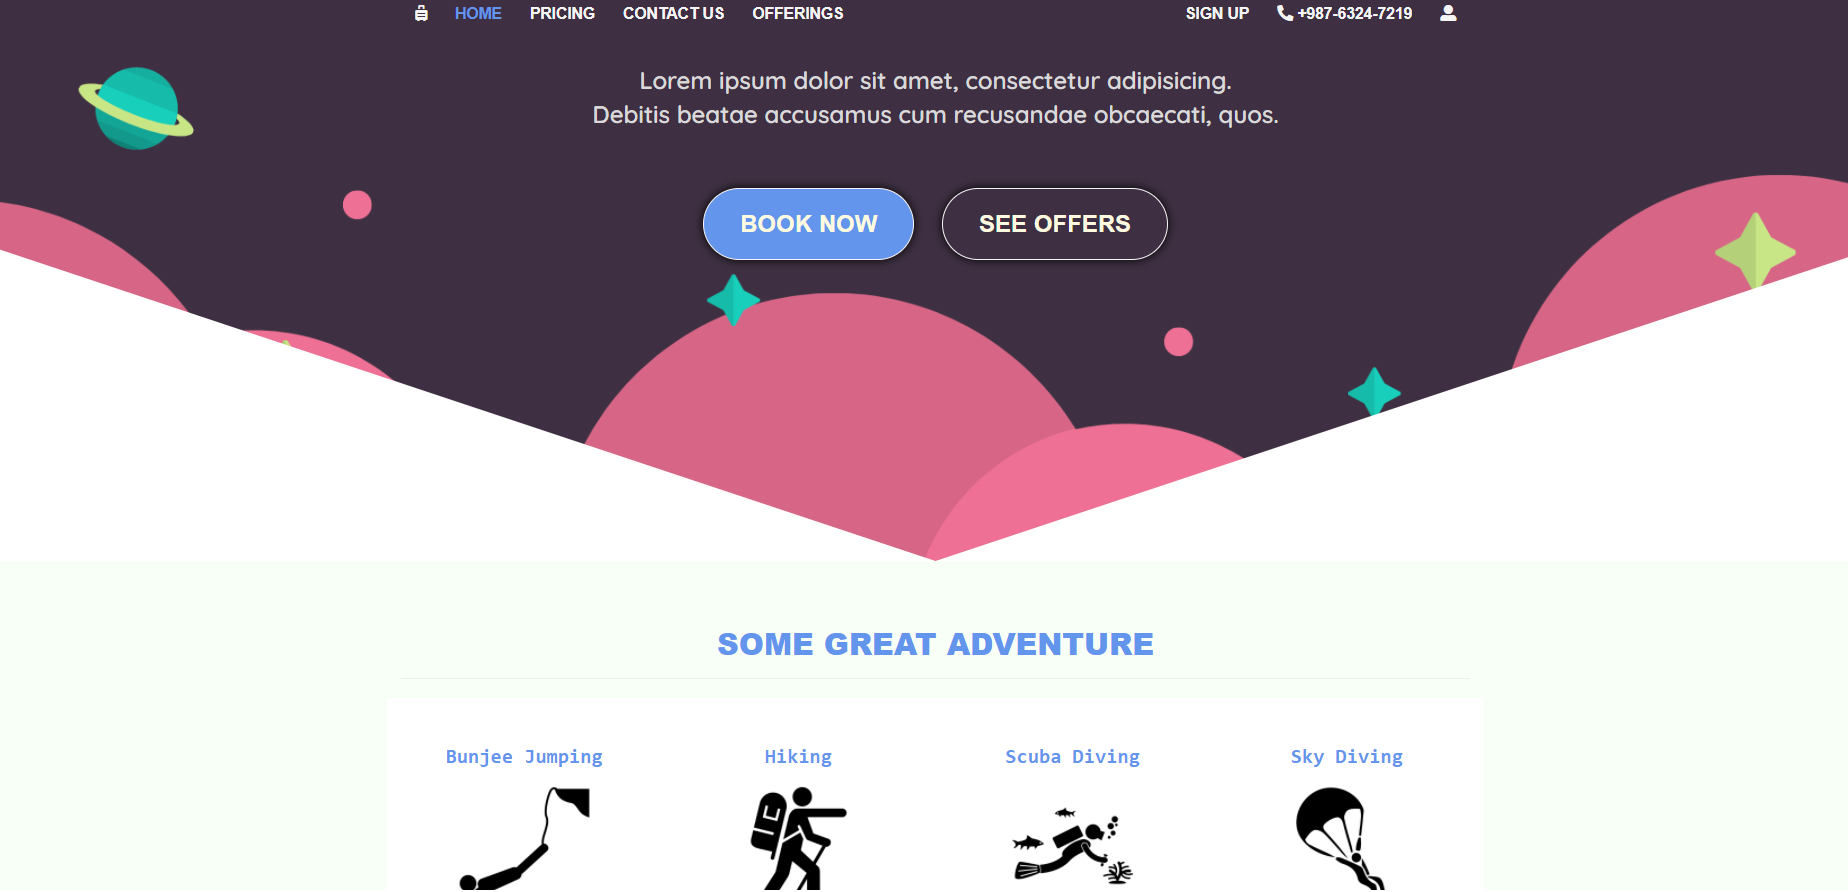 HOME PRICING CONTACT US OFFERINGS SIGN UP +987-6324-7219
Lorem ipsum dolor sit amet, consectetur adipisicing.
Debitis beatae accusamus cum recusandae obcaecati, quos.
BOOK NOW SEE OFFERS
SOME GREAT ADVENTURE
Bunjee Jumping Hiking Scuba Diving Sky Diving